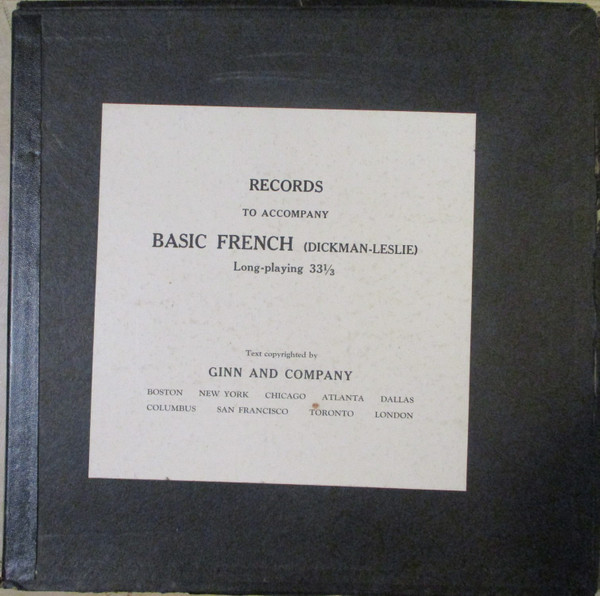 RECORDS
TO ACCOMPANY
BASIC FRENCH (DICKMAN-LESLIE)
Long-playing 33⅓
Text copyrighted by
GINN AND COMPANY
BOSTON NEW YORK CHICAGO ATLANTA DALLAS
COLUMBUS SAN FRANCISCO TORONTO LONDON